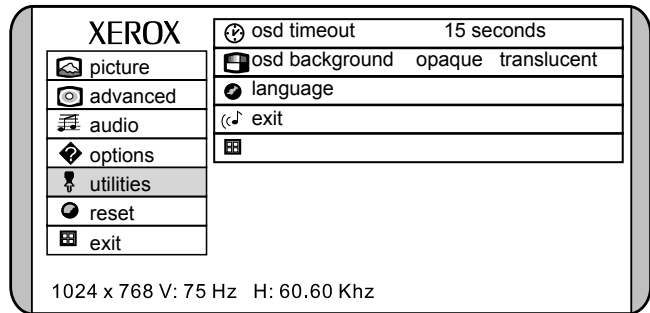 XEROX
picture
advanced
audio
options
utilities
reset
exit
osd timeout 15 seconds
osd background opaque translucent
language
exit
1024 x 768 V: 75 Hz H: 60.60 Khz